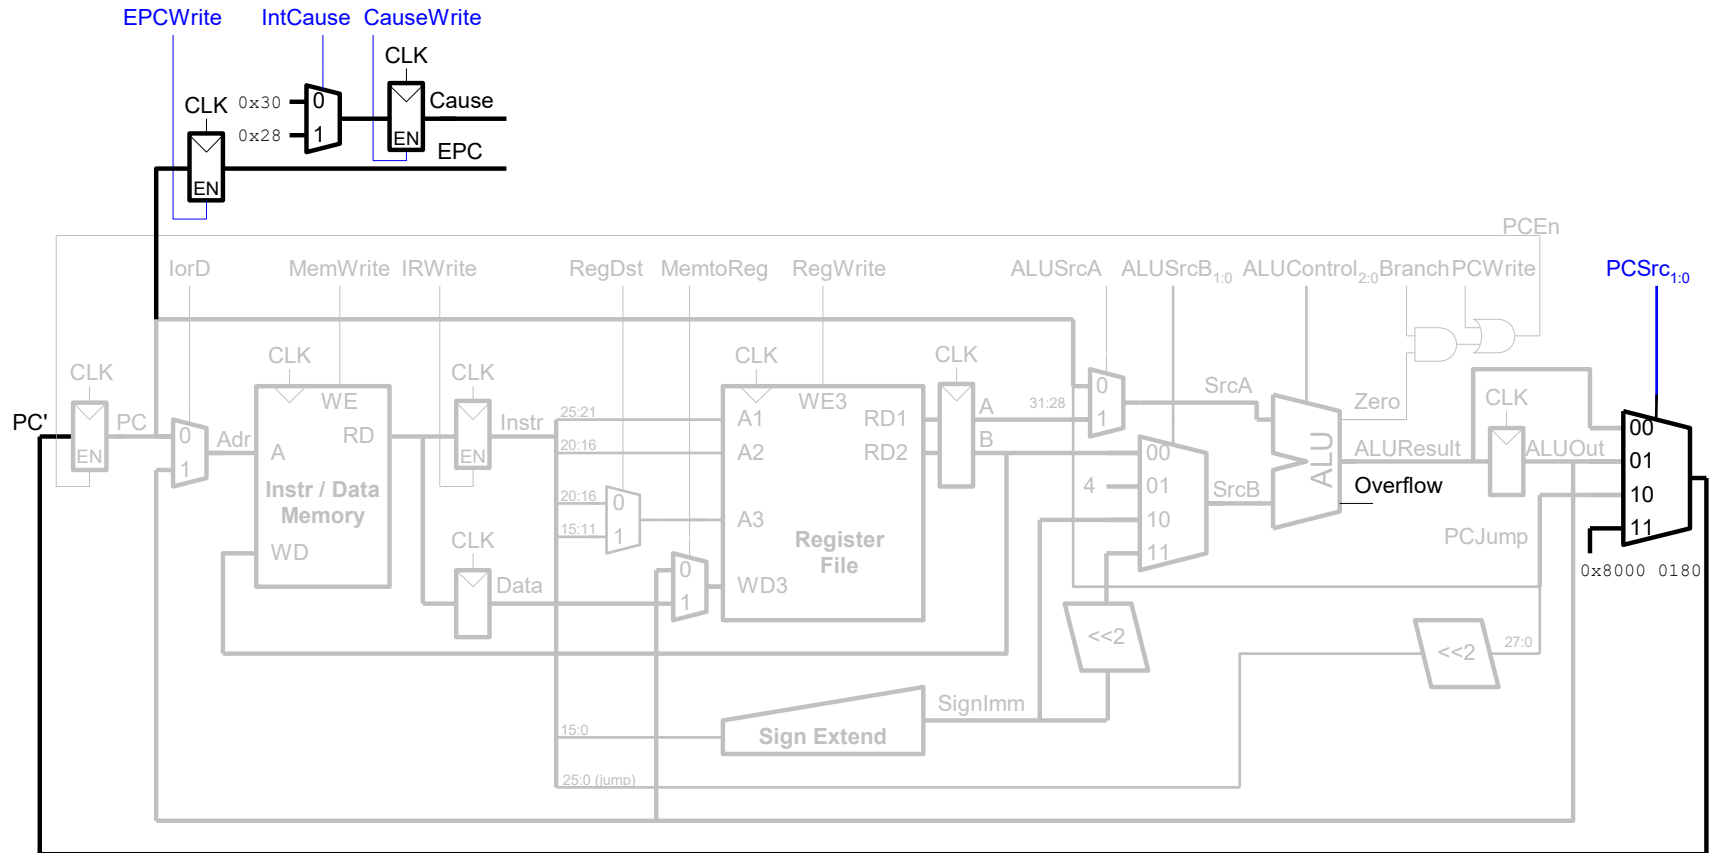 EPCWrite IntCause CauseWrite
CLK
0x30 0 Cause
CLK
0x28 1 EN
EPC
EN
PCEn
IorD MemWrite IRWrite RegDst MemtoReg RegWrite ALUSrcA ALUSrcB1:0 ALUControl2:0 Branch PCWrite PCSrc1:0
CLK CLK CLK CLK CLK
PC' PC EN
0 1 Adr
WE A RD WD
Instr / Data
Memory
EN Instr
CLK
Data
25:21
20:16
20:16 0
15:11 1
0
1
A1 A2 A3 WD3 WE3 RD1 RD2
Register
File
A
B
31:28
0
1
SrcA
00
4 01
10
11
SrcB
ALU
Zero
ALUResult
Overflow
CLK
ALUOut
00
01
10
11
PCJump
0x8000 0180
<<2
<<2
27:0
SignImm
15:0
Sign Extend
25:0 (jump)